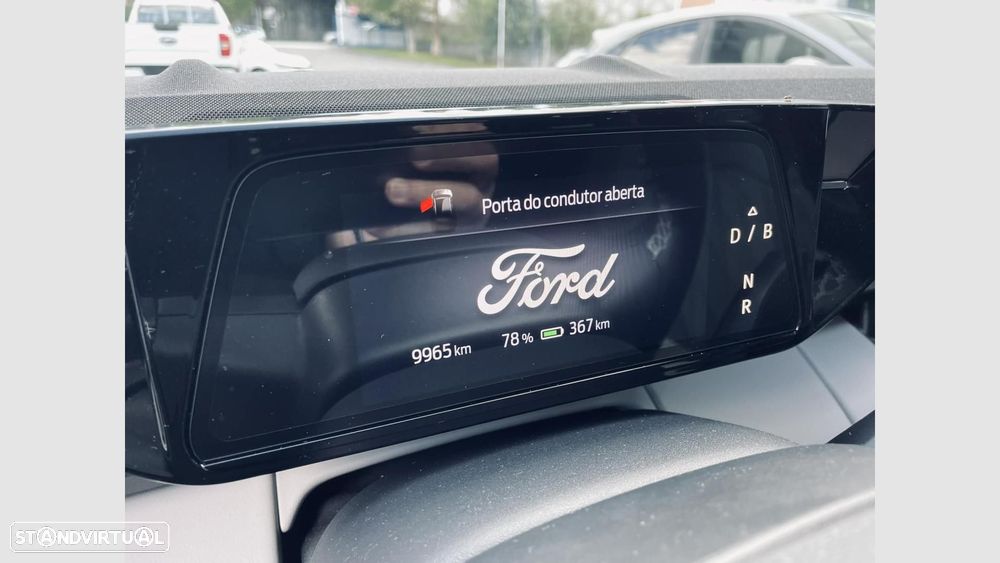 Porta do condutor aberta
Ford
D / B
N
R
9965 km 78 % 367 km
STANDVIRTUAL